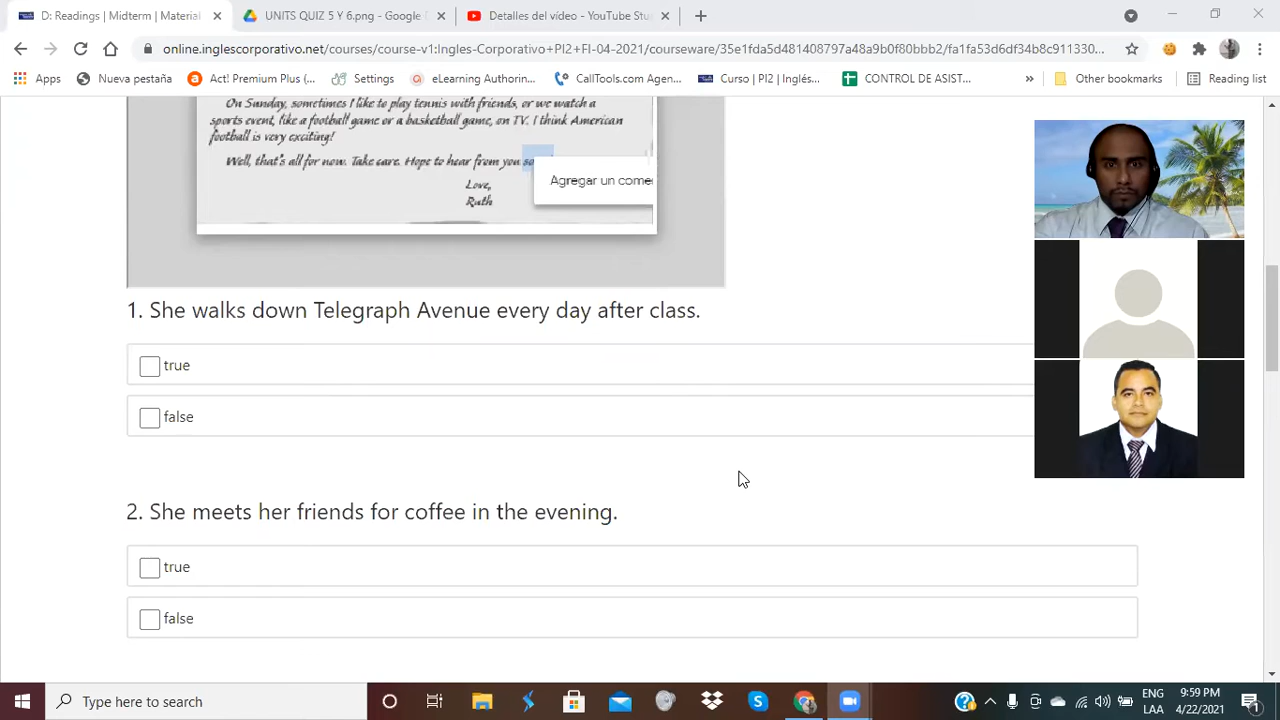 D: Readings | Midterm | Material
UNITS QUIZ 5 Y 6.png - Google D
Detalles del vídeo - YouTube Stu
online.inglescorporativo.net/courses/course-v1:Ingles-Corporativo+PI2+FI-04-2021/courseware/35e1fda5d481408797a48a9b0f80bbb2/fa1fa53d6df34b8c911330...
Apps
Nueva pestaña
Act! Premium Plus (...
Settings
eLearning Authorin...
CallTools.com Agen...
Curso | PI2 | Inglés...
CONTROL DE ASIST...
»
Other bookmarks
Reading list
On Sunday, sometimes I like to play tennis with friends, or we watch a
sports event, like a football game or a basketball game, on TV. I think American
football is very exciting!
Well, that's all for now. Take care. Hope to hear from you so
Agregar un comer
Love,
Ruth
1. She walks down Telegraph Avenue every day after class.
true
false
2. She meets her friends for coffee in the evening.
true
false
Type here to search
ENG
LAA
9:59 PM
4/22/2021
1